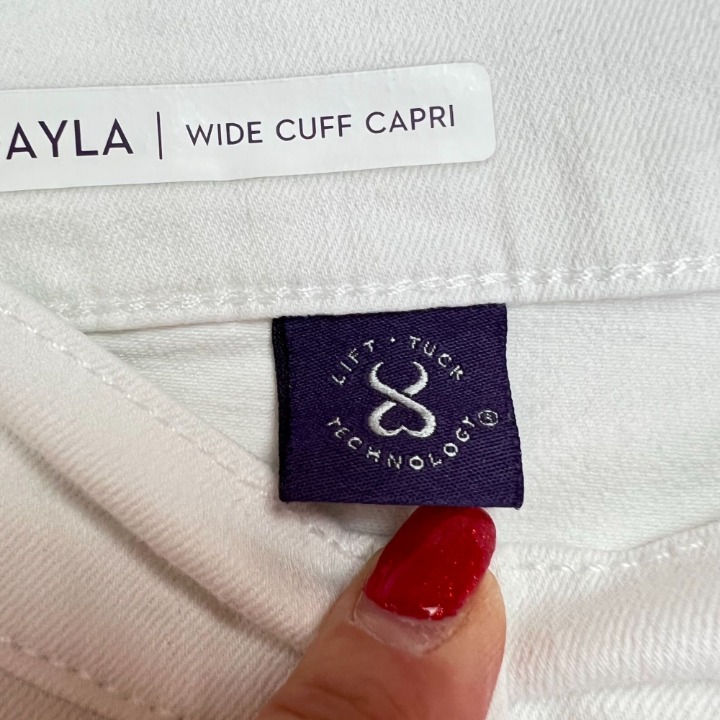 AYLA | WIDE CUFF CAPRI
LIFT · TUCK
TECHNOLOGY®